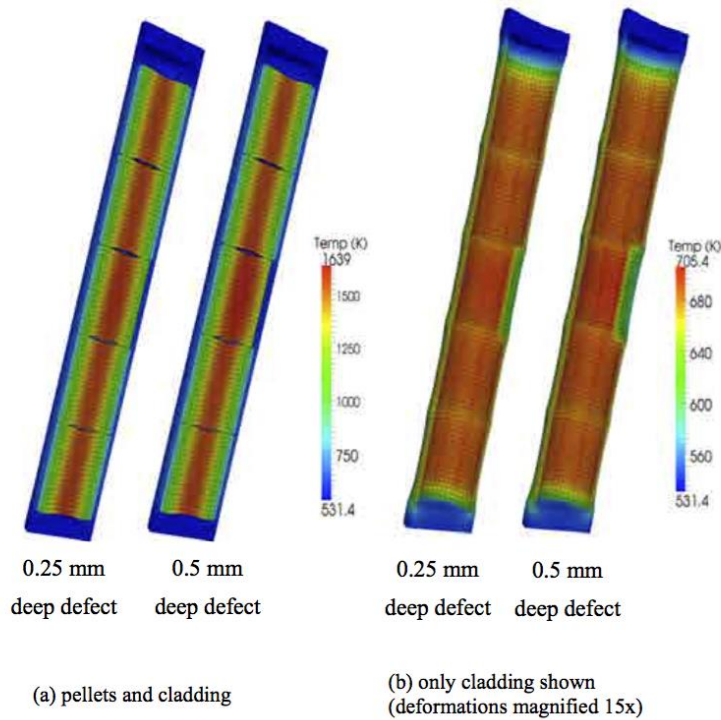 Temp (K)
1639
1500
1250
1000
750
531.4
Temp (K)
705.4
680
640
600
560
531.4
0.25 mm
deep defect
0.5 mm
deep defect
0.25 mm
deep defect
0.5 mm
deep defect
(a) pellets and cladding
(b) only cladding shown
(deformations magnified 15x)